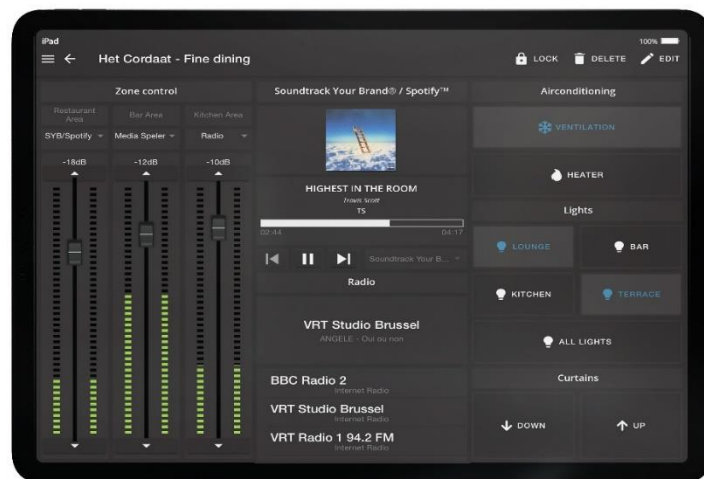 iPad
100%
Het Cordaat - Fine dining
LOCK
DELETE
EDIT
Zone control
Restaurant Area
Bar Area
Kitchen Area
SYB/Spotify
Media Speler
Radio
-18dB
-12dB
-10dB
Soundtrack Your Brand® / Spotify™
HIGHEST IN THE ROOM
Travis Scott
TS
02:44
04:17
Soundtrack Your B...
Radio
VRT Studio Brussel
ANGELE - Oui ou non
BBC Radio 2
Internet Radio
VRT Studio Brussel
Internet Radio
VRT Radio 1 94.2 FM
Internet Radio
Airconditioning
VENTILATION
HEATER
Lights
LOUNGE
BAR
KITCHEN
TERRACE
ALL LIGHTS
Curtains
DOWN
UP